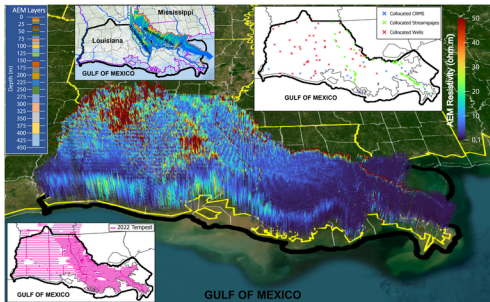 AEM Layers
Depth (m)
0
25
50
75
100
125
150
175
200
225
250
275
300
325
350
375
400
425
450
Mississippi
Louisiana
GULF OF MEXICO
Collocated CRMS
Collocated Streamgages
Collocated Wells
GULF OF MEXICO
AEM Resistivity (ohm.m)
50
40
30
20
10
0.1
2022 Tempest
GULF OF MEXICO
GULF OF MEXICO